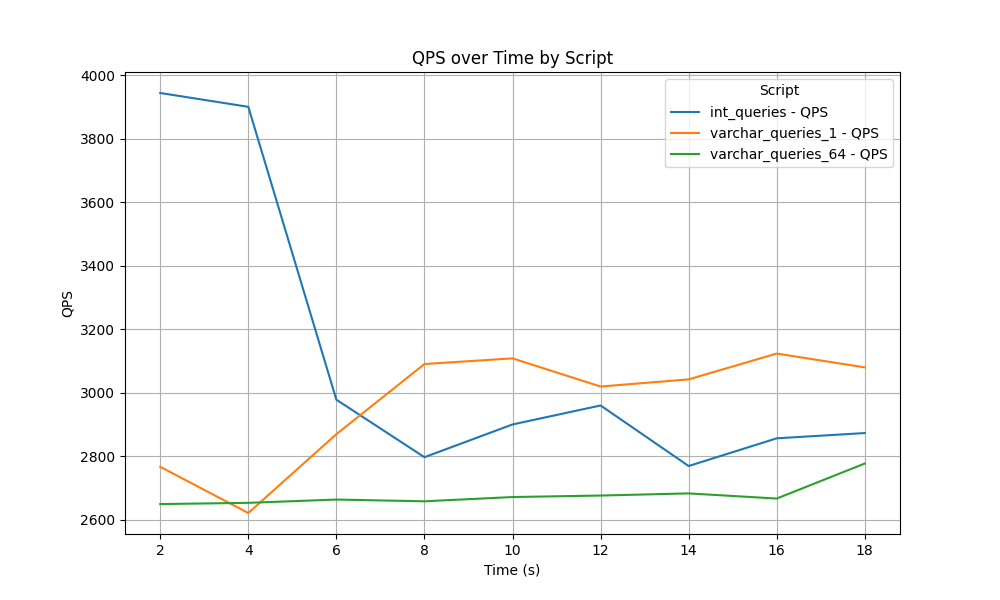 QPS over Time by Script
4000
3800
3600
3400
3200
3000
2800
2600
QPS
Script
int_queries - QPS
varchar_queries_1 - QPS
varchar_queries_64 - QPS
2 4 6 8 10 12 14 16 18
Time (s)